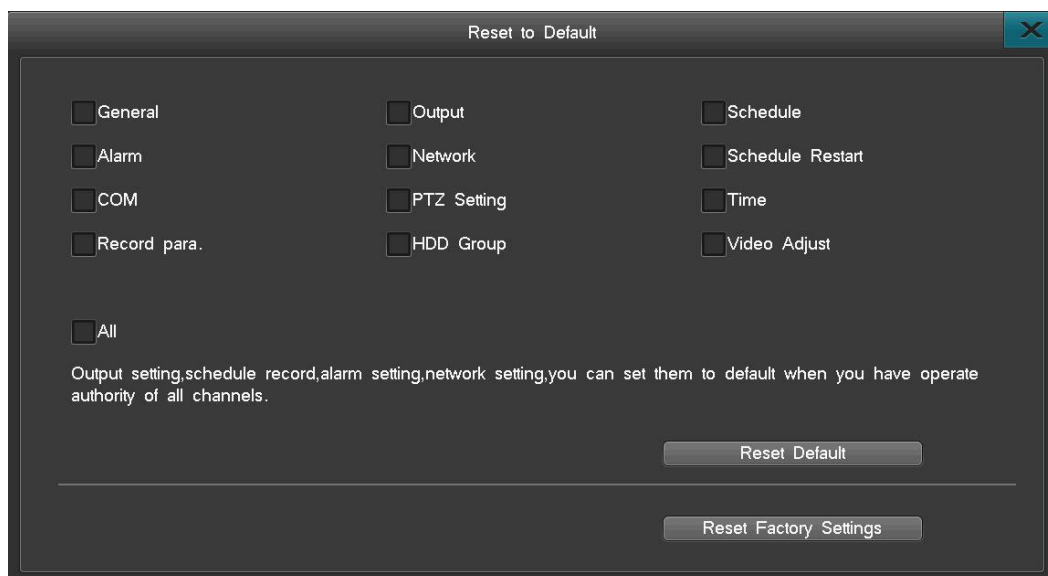 Reset to Default
General Output Schedule
Alarm Network Schedule Restart
COM PTZ Setting Time
Record para. HDD Group Video Adjust
All
Output setting,schedule record,alarm setting,network setting,you can set them to default when you have operate
authority of all channels.
Reset Default
Reset Factory Settings